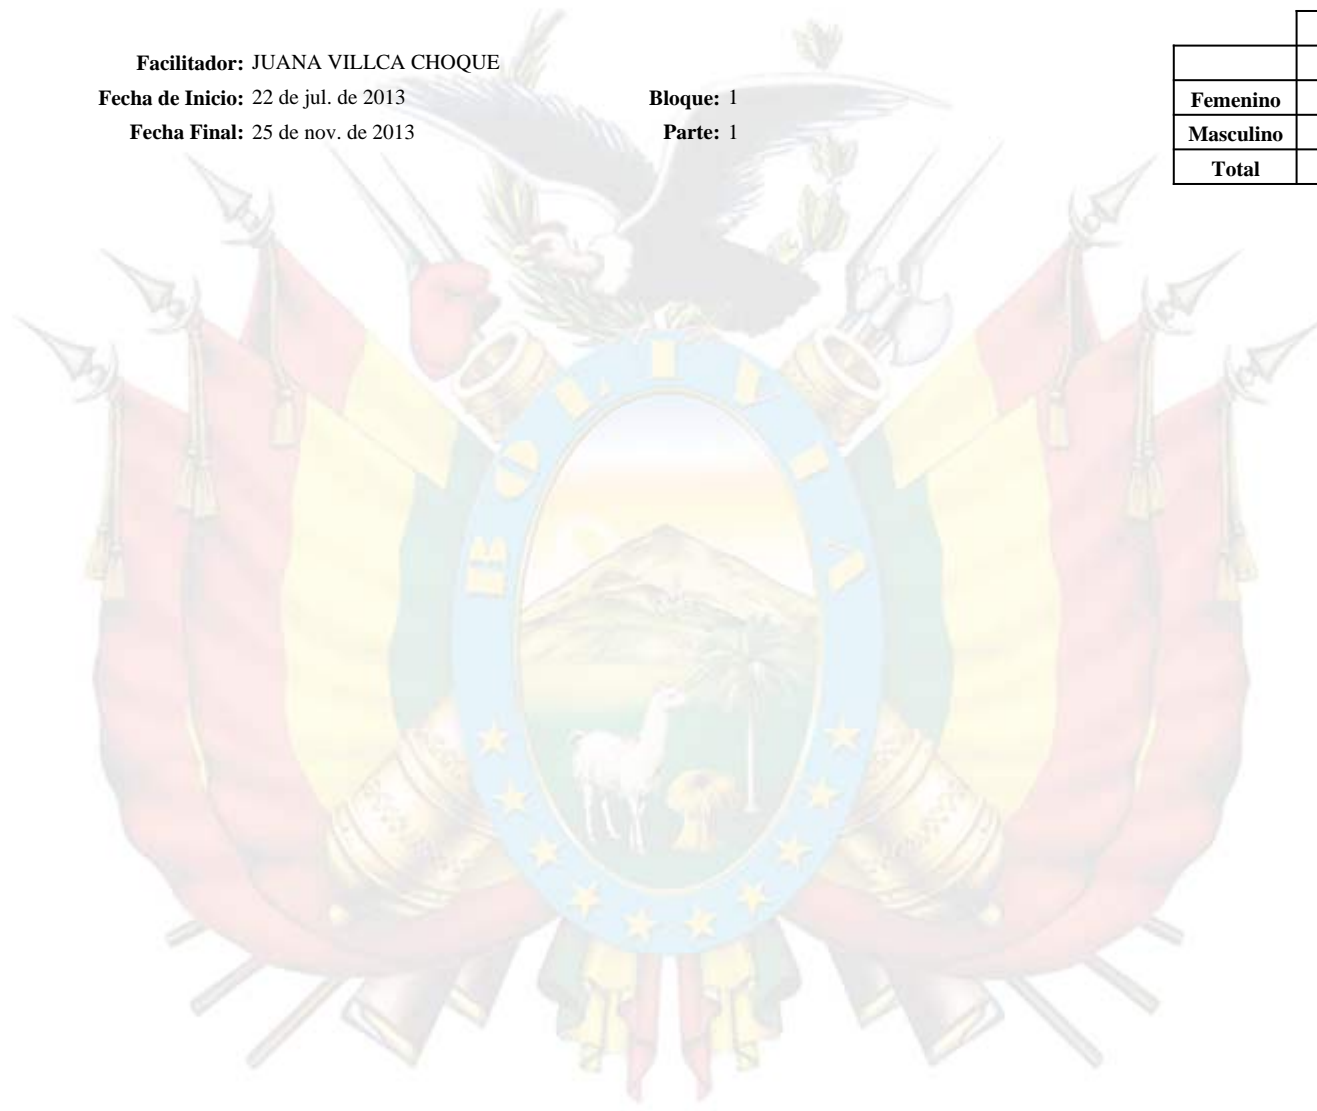 Facilitador: JUANA VILLCA CHOQUE
Fecha de Inicio: 22 de jul. de 2013 Bloque: 1
Fecha Final: 25 de nov. de 2013 Parte: 1
Femenino
Masculino
Total
BOLIVIA